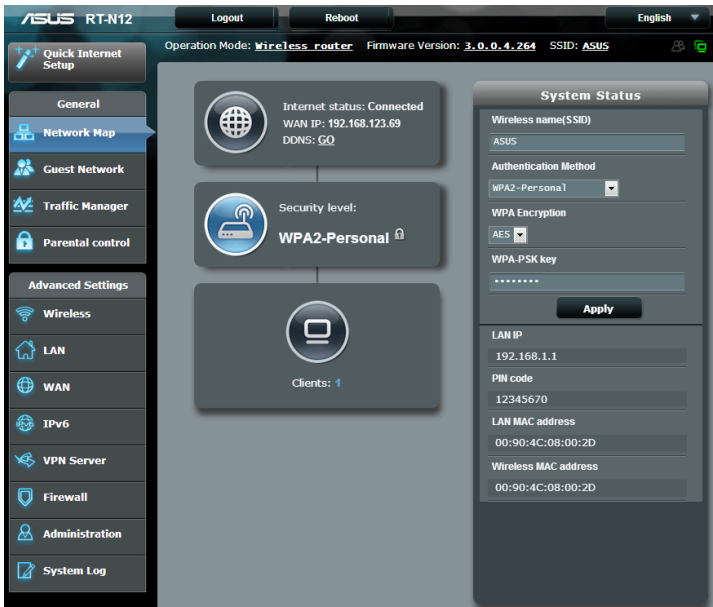 ASUS RT-N12
Logout
Reboot
English
Quick Internet Setup
Operation Mode: Wireless router Firmware Version: 3.0.0.4.264 SSID: ASUS
General
Network Map
Guest Network
Traffic Manager
Parental control
Advanced Settings
Wireless
LAN
WAN
IPv6
VPN Server
Firewall
Administration
System Log
Internet status: Connected
WAN IP: 192.168.123.69
DDNS: GO
Security level:
WPA2-Personal
Clients: 1
System Status
Wireless name(SSID)
ASUS
Authentication Method
WPA2-Personal
WPA Encryption
AES
WPA-PSK key
········
Apply
LAN IP
192.168.1.1
PIN code
12345670
LAN MAC address
00:90:4C:08:00:2D
Wireless MAC address
00:90:4C:08:00:2D